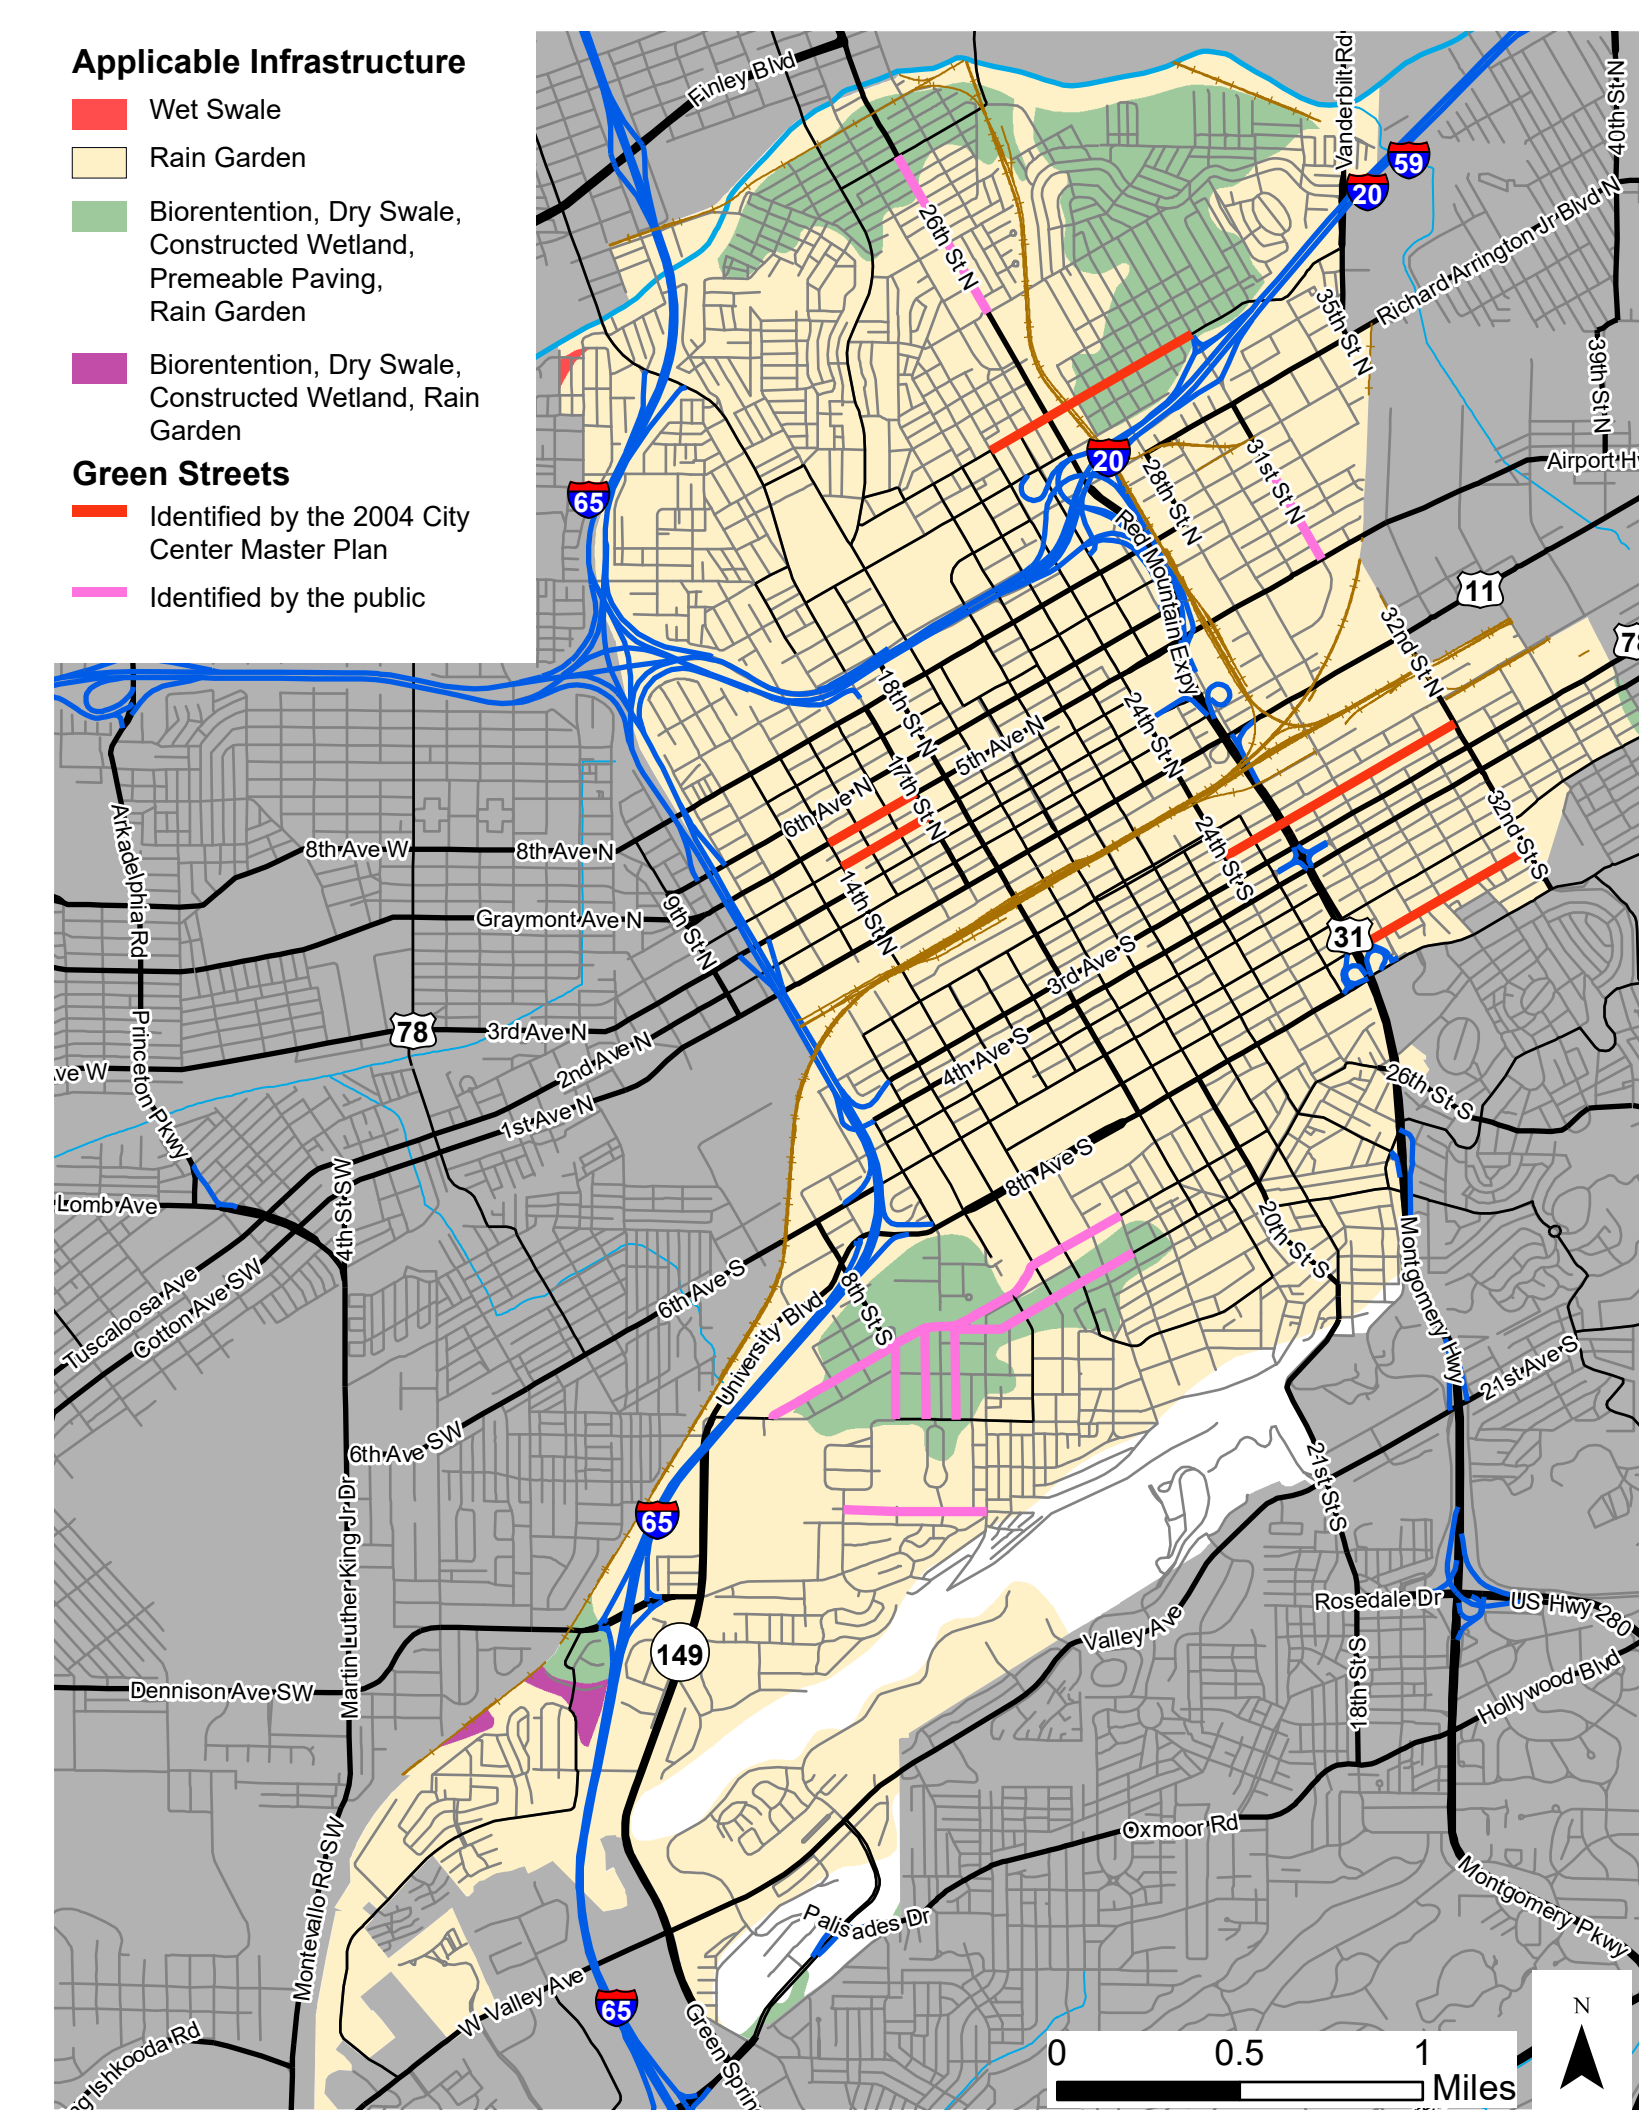 Applicable Infrastructure
Wet Swale
Rain Garden
Biorentention, Dry Swale,
Constructed Wetland,
Premeable Paving,
Rain Garden
Biorentention, Dry Swale,
Constructed Wetland, Rain
Garden
Green Streets
Identified by the 2004 City
Center Master Plan
Identified by the public
Finley Blvd
Vanderbilt Rd
40th St N
59
20
26th St N
Richard Arrington Jr Blvd N
35th St N
39th St N
20
31st St N
28th St N
Airport H
65
Red Mountain Expy
11
32nd St N
7
18th St N
24th St N
5th Ave N
17th St N
6th Ave N
Arkadelphia Rd
8th Ave W
8th Ave N
24th St S
32nd St S
14th St N
9th St N
Graymont Ave N
31
3rd Ave S
78
3rd Ave N
2nd Ave N
4th Ave S
ve W
Princeton Pkwy
1st Ave N
26th St S
8th Ave S
Lomb Ave
4th St SW
20th St S
Montgomery Hwy
Tuscaloosa Ave
Cotton Ave SW
6th Ave S
8th St S
University Blvd
21st Ave S
6th Ave SW
21st St S
Martin Luther King Jr Dr
65
Rosedale Dr
US Hwy 280
Valley Ave
149
18th St S
Hollywood Blvd
Dennison Ave SW
Oxmoor Rd
Montevallo Rd SW
Montgomery Pkwy
Palisades Dr
W Valley Ave
65
Green Sprin
ng Ishkooda Rd
N
0 0.5 1
Miles